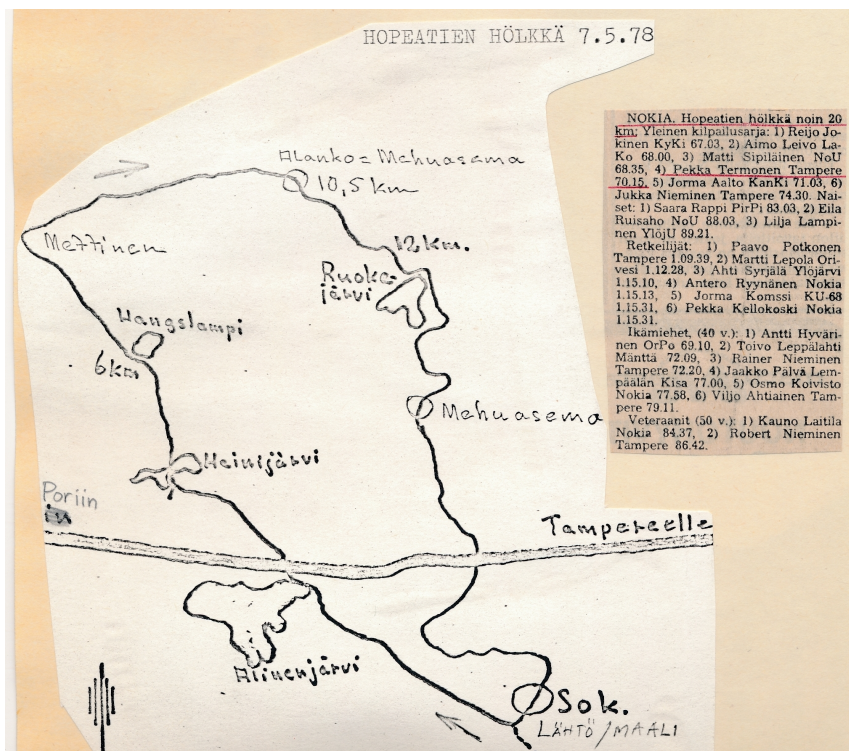 HOPEATIEN HÖLKKÄ 7.5.78
NOKIA. Hopeatien hölkkä noin 20
km: Yleinen kilpailusarja: 1) Reijo Jo-
kinen KyKi 67.03, 2) Aimo Leivo La-
Ko 68.00, 3) Matti Sipiläinen NoU
68.35, 4) Pekka Termonen Tampere
70.15, 5) Jorma Aalto KanKi 71.03, 6)
Jukka Nieminen Tampere 74.30. Nai-
set: 1) Saara Rappi PirPi 83.03, 2) Eila
Ruisaho NoU 88.03, 3) Lilja Lampi-
nen YlöjU 89.21.
Retkeilijät: 1) Paavo Potkonen
Tampere 1.09.39, 2) Martti Lepola Ori-
vesi 1.12.28, 3) Ahti Syrjälä Ylöjärvi
1.15.10, 4) Antero Ryynänen Nokia
1.15.13, 5) Jorma Komssi KU-68
1.15.31, 6) Pekka Kellokoski Nokia
1.15.31.
Ikämiehet, (40 v.): 1) Antti Hyväri-
nen OrPo 69.10, 2) Toivo Leppälahti
Mänttä 72.09, 3) Rainer Nieminen
Tampere 72.20, 4) Jaakko Pälvä Lem-
päälän Kisa 77.00, 5) Osmo Koivisto
Nokia 77.58, 6) Viljo Ahtiainen Tam-
pere 79.11.
Veteraanit (50 v.): 1) Kauno Laitila
Nokia 84.37, 2) Robert Nieminen
Tampere 86.42.
Alanko = Mehuasema
10,5 km
Mettinen
12 km.
Ruoke-
järvi
Hangslampi
6 km
Mehuasema
Heinijärvi
Poriin
in
Tampereelle
Alinenjärvi
Sok.
LÄHTÖ/MAALI